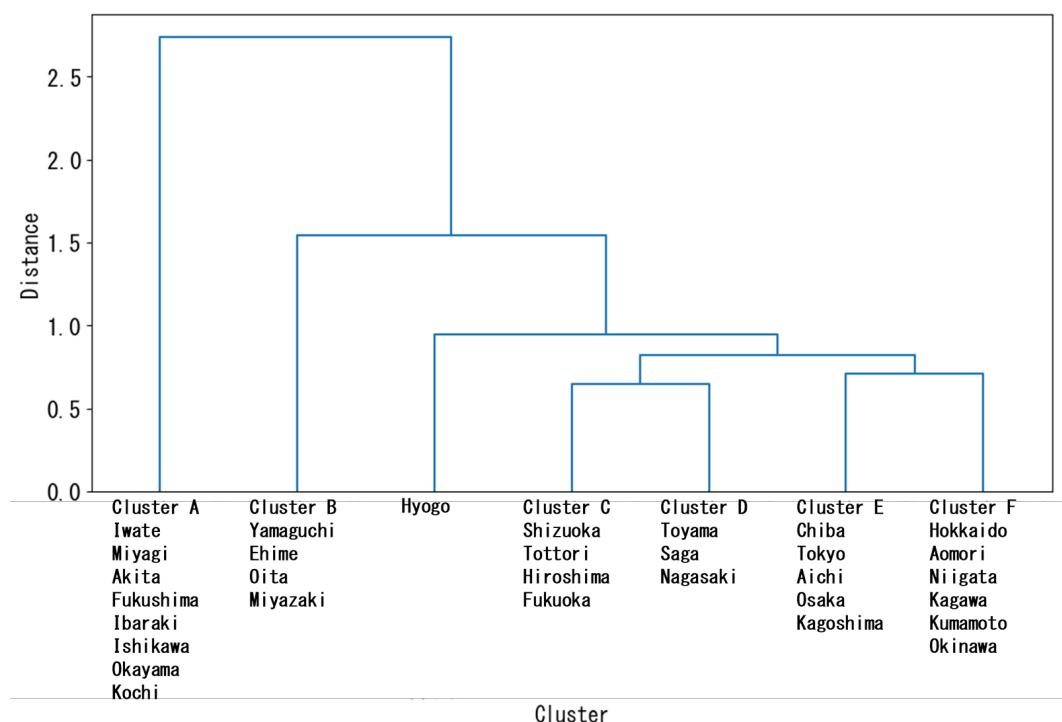 Distance
2.5
2.0
1.5
1.0
0.5
0.0
Cluster A
Iwate
Miyagi
Akita
Fukushima
Ibaraki
Ishikawa
Okayama
Kochi
Cluster B
Yamaguchi
Ehime
Oita
Miyazaki
Hyogo
Cluster C
Shizuoka
Tottori
Hiroshima
Fukuoka
Cluster D
Toyama
Saga
Nagasaki
Cluster E
Chiba
Tokyo
Aichi
Osaka
Kagoshima
Cluster F
Hokkaido
Aomori
Niigata
Kagawa
Kumamoto
Okinawa
Cluster